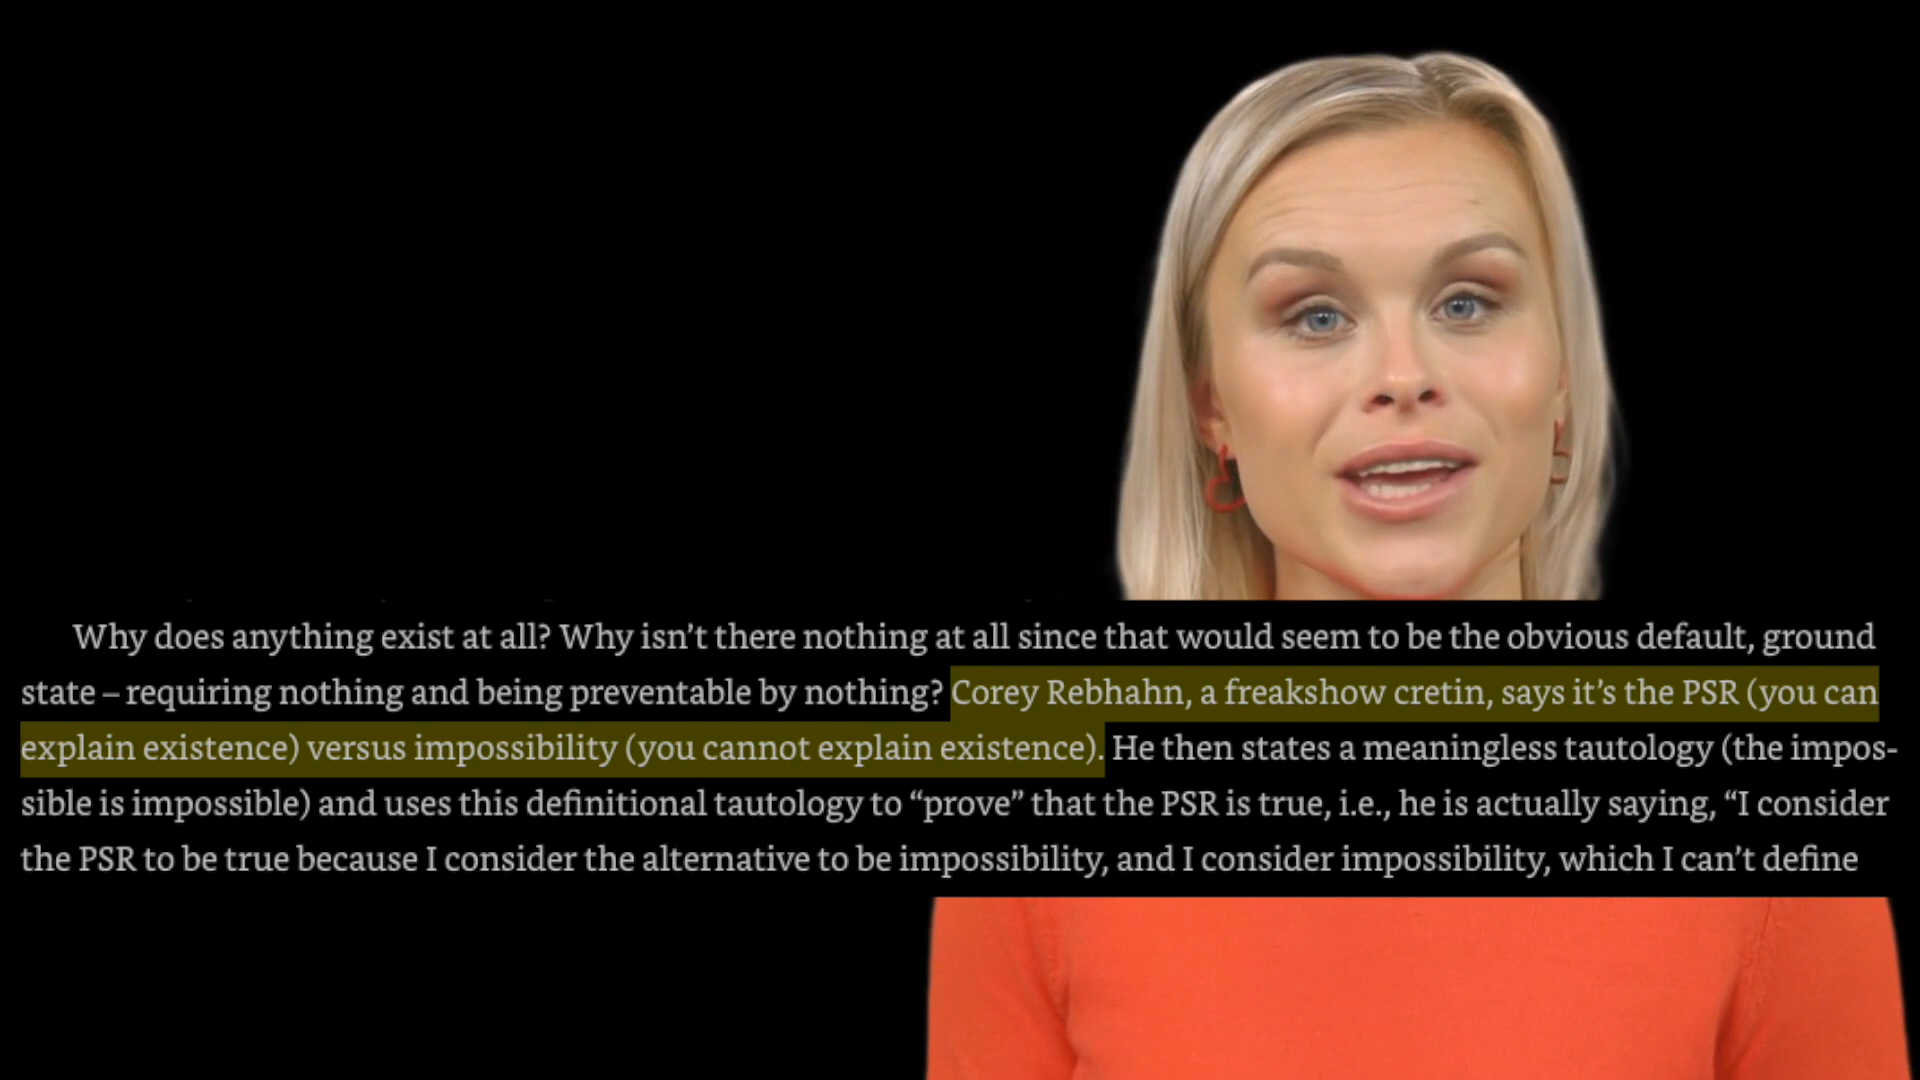 Why does anything exist at all? Why isn’t there nothing at all since that would seem to be the obvious default, ground
state – requiring nothing and being preventable by nothing? Corey Rebhahn, a freakshow cretin, says it’s the PSR (you can
explain existence) versus impossibility (you cannot explain existence). He then states a meaningless tautology (the impos-
sible is impossible) and uses this definitional tautology to “prove” that the PSR is true, i.e., he is actually saying, “I consider
the PSR to be true because I consider the alternative to be impossibility, and I consider impossibility, which I can’t define